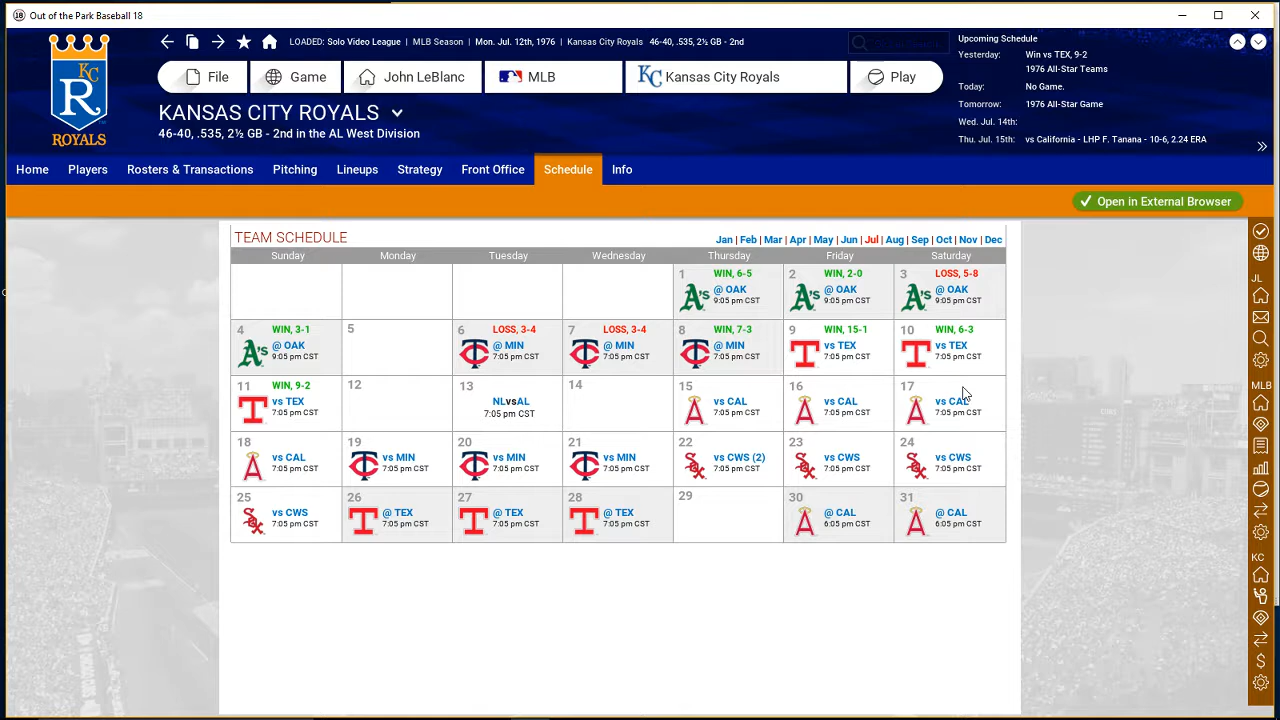 Out of the Park Baseball 18
LOADED: Solo Video League | MLB Season | Mon. Jul. 12th, 1976 | Kansas City Royals 46-40, .535, 2½ GB - 2nd
Upcoming Schedule
Yesterday: Win vs TEX, 9-2
1976 All-Star Teams
Today: No Game.
Tomorrow: 1976 All-Star Game
Wed. Jul. 14th:
Thu. Jul. 15th: vs California - LHP F. Tanana - 10-6, 2.24 ERA
KC
R
ROYALS
File Game John LeBlanc MLB KC Kansas City Royals Play
KANSAS CITY ROYALS
46-40, .535, 2½ GB - 2nd in the AL West Division
Home Players Rosters & Transactions Pitching Lineups Strategy Front Office Schedule Info
Open in External Browser
TEAM SCHEDULE
Jan | Feb | Mar | Apr | May | Jun | Jul | Aug | Sep | Oct | Nov | Dec
Sunday Monday Tuesday Wednesday Thursday Friday Saturday
1 WIN, 6-5 2 WIN, 2-0 3 LOSS, 5-8
A's @ OAK A's @ OAK A's @ OAK
9:05 pm CST 9:05 pm CST 9:05 pm CST
4 WIN, 3-1 5 6 LOSS, 3-4 7 LOSS, 3-4 8 WIN, 7-3 9 WIN, 15-1 10 WIN, 6-3
A's @ OAK TC @ MIN TC @ MIN TC @ MIN T vs TEX T vs TEX
9:05 pm CST 7:05 pm CST 7:05 pm CST 7:05 pm CST 7:05 pm CST 7:05 pm CST
11 WIN, 9-2 12 13 14 15 16 17
T vs TEX NLvsAL A vs CAL A vs CAL A vs CAL
7:05 pm CST 7:05 pm CST 7:05 pm CST 7:05 pm CST 7:05 pm CST
18 19 20 21 22 23 24
A vs CAL TC vs MIN TC vs MIN TC vs MIN Sox vs CWS (2) Sox vs CWS Sox vs CWS
7:05 pm CST 7:05 pm CST 7:05 pm CST 7:05 pm CST 7:05 pm CST 7:05 pm CST 7:05 pm CST
25 26 27 28 29 30 31
Sox vs CWS T @ TEX T @ TEX T @ TEX A @ CAL A @ CAL
7:05 pm CST 7:05 pm CST 7:05 pm CST 7:05 pm CST 6:05 pm CST 6:05 pm CST
JL
MLB
KC
$